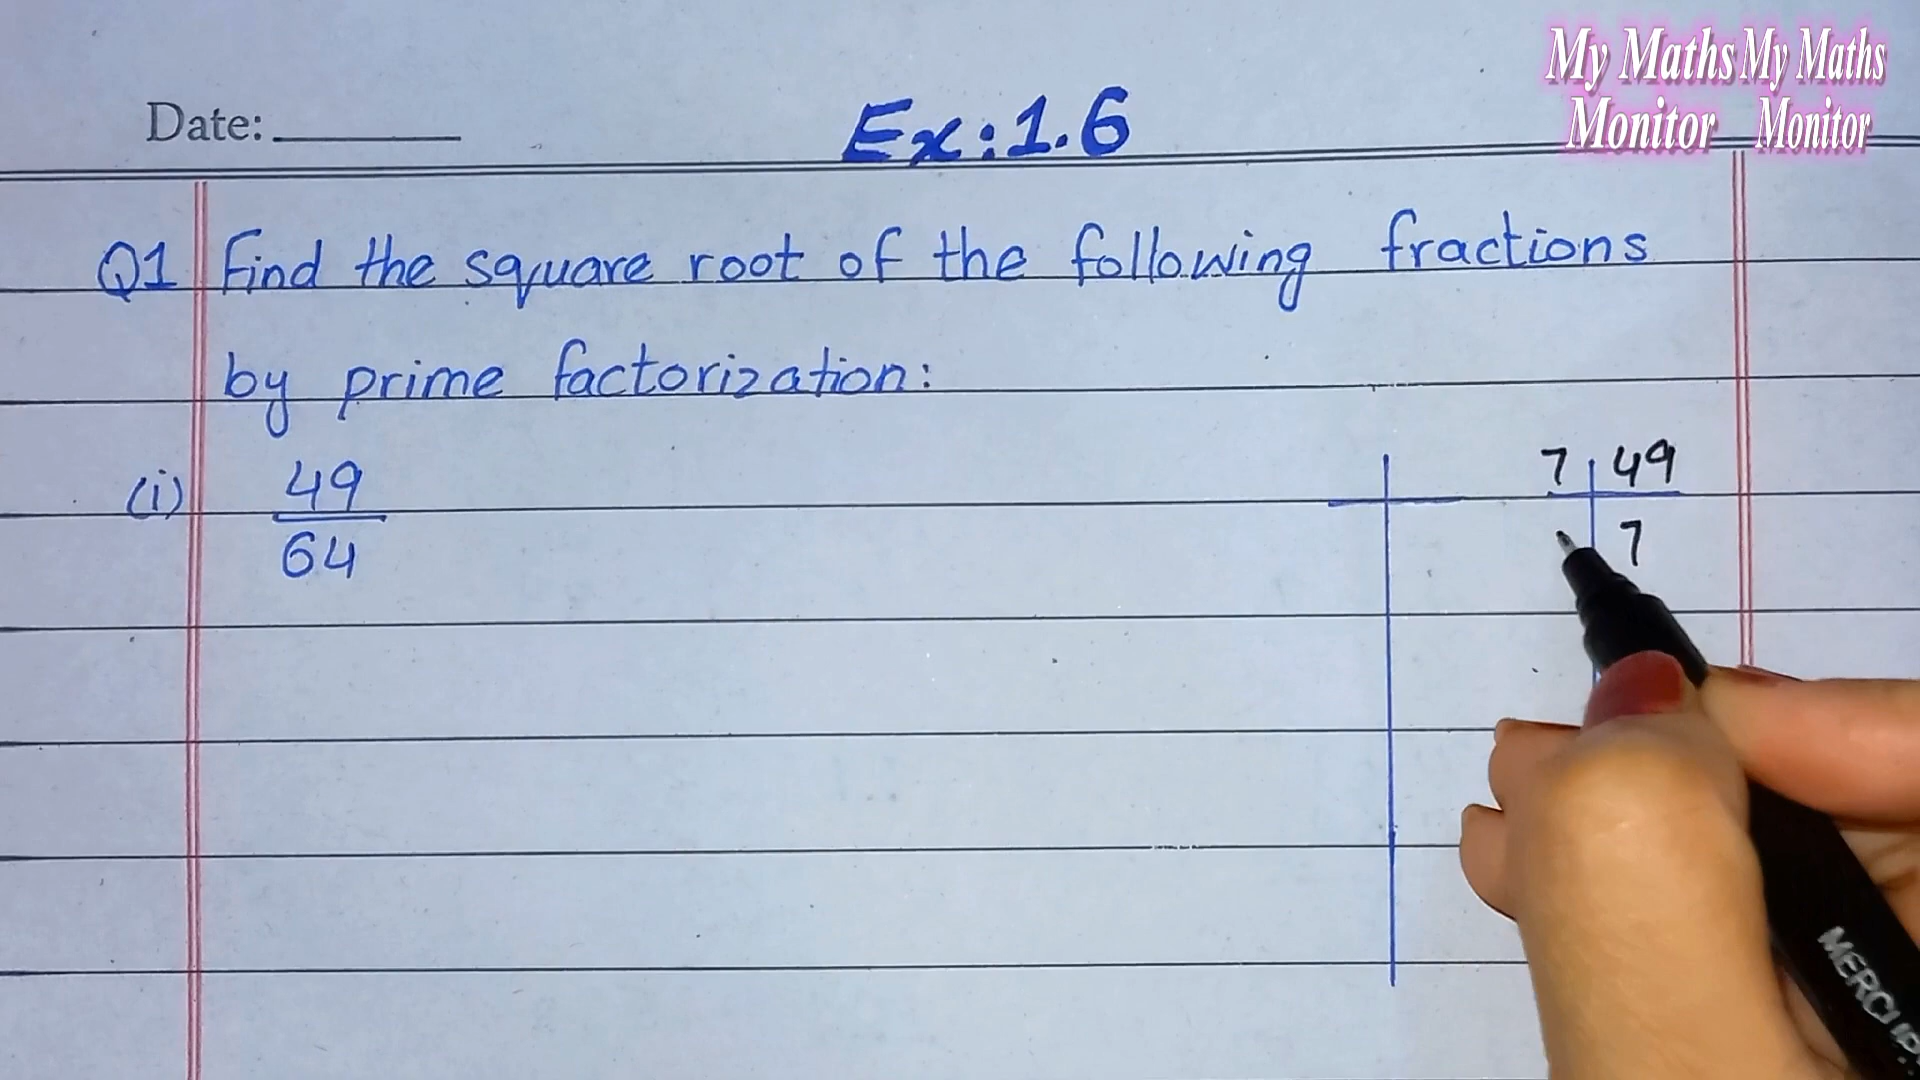 My Maths My Maths
Monitor Monitor
Date:
Ex: 1.6
Q1 Find the square root of the following fractions
by prime factorization:
(i) 49
64
7 49
7
MERCU